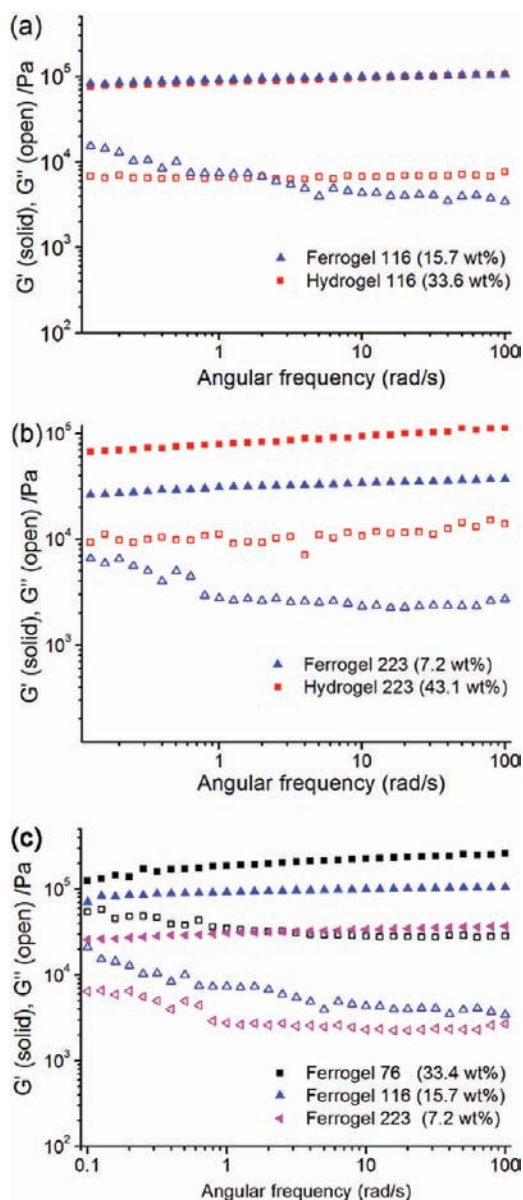 (a)
G' (solid), G'' (open) /Pa
10^5
10^4
10^3
10^2
Ferrogel 116 (15.7 wt%)
Hydrogel 116 (33.6 wt%)
1 10 100
Angular frequency (rad/s)
(b)
G' (solid), G'' (open) /Pa
10^5
10^4
10^3
Ferrogel 223 (7.2 wt%)
Hydrogel 223 (43.1 wt%)
1 10 100
Angular frequency (rad/s)
(c)
G' (solid), G'' (open) /Pa
10^5
10^4
10^3
10^2
Ferrogel 76 (33.4 wt%)
Ferrogel 116 (15.7 wt%)
Ferrogel 223 (7.2 wt%)
0.1 1 10 100
Angular frequency (rad/s)